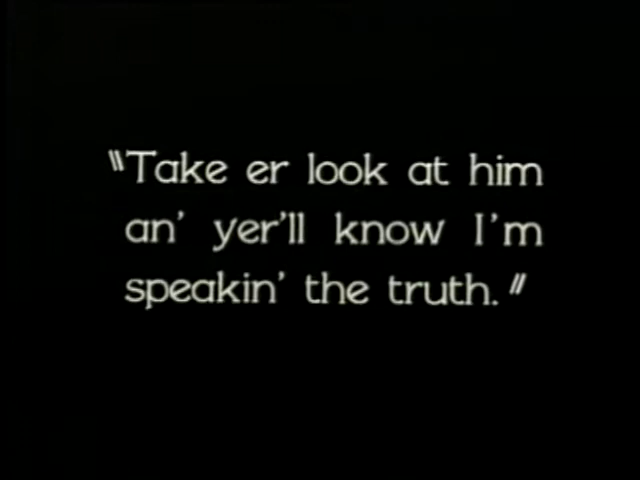 "Take er look at him
an' yer'll know I'm
speakin' the truth."